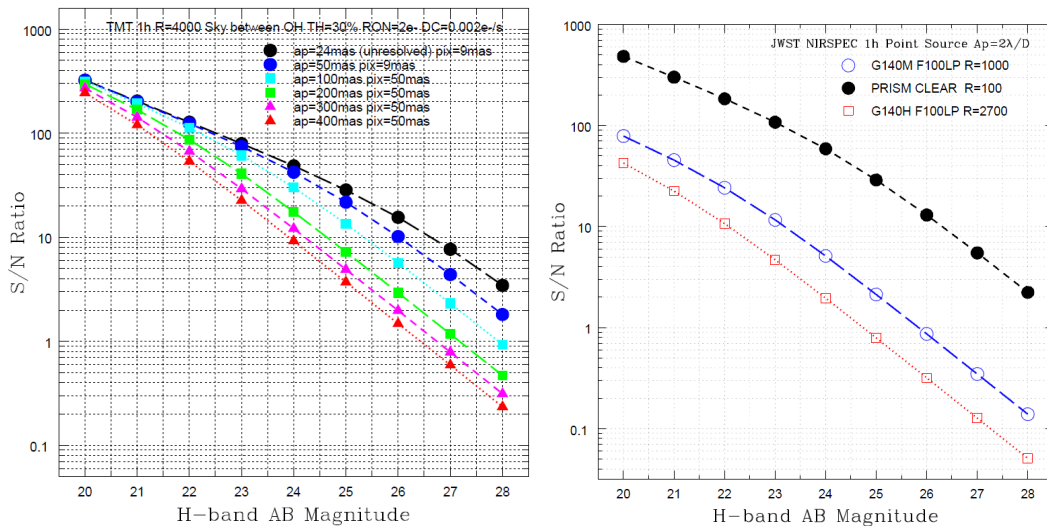 TMT 1h R=4000 Sky between OH TH=30% RON=2e- DC=0.002e-/s
ap=24mas (unresolved) pix=9mas
ap=50mas pix=9mas
ap=100mas pix=50mas
ap=200mas pix=50mas
ap=300mas pix=50mas
ap=400mas pix=50mas
1000
100
10
1
0.1
S/N Ratio
20 21 22 23 24 25 26 27 28
H-band AB Magnitude
JWST NIRSPEC 1h Point Source Ap=2λ/D
G140M F100LP R=1000
PRISM CLEAR R=100
G140H F100LP R=2700
1000
100
10
1
0.1
S/N Ratio
20 21 22 23 24 25 26 27 28
H-band AB Magnitude